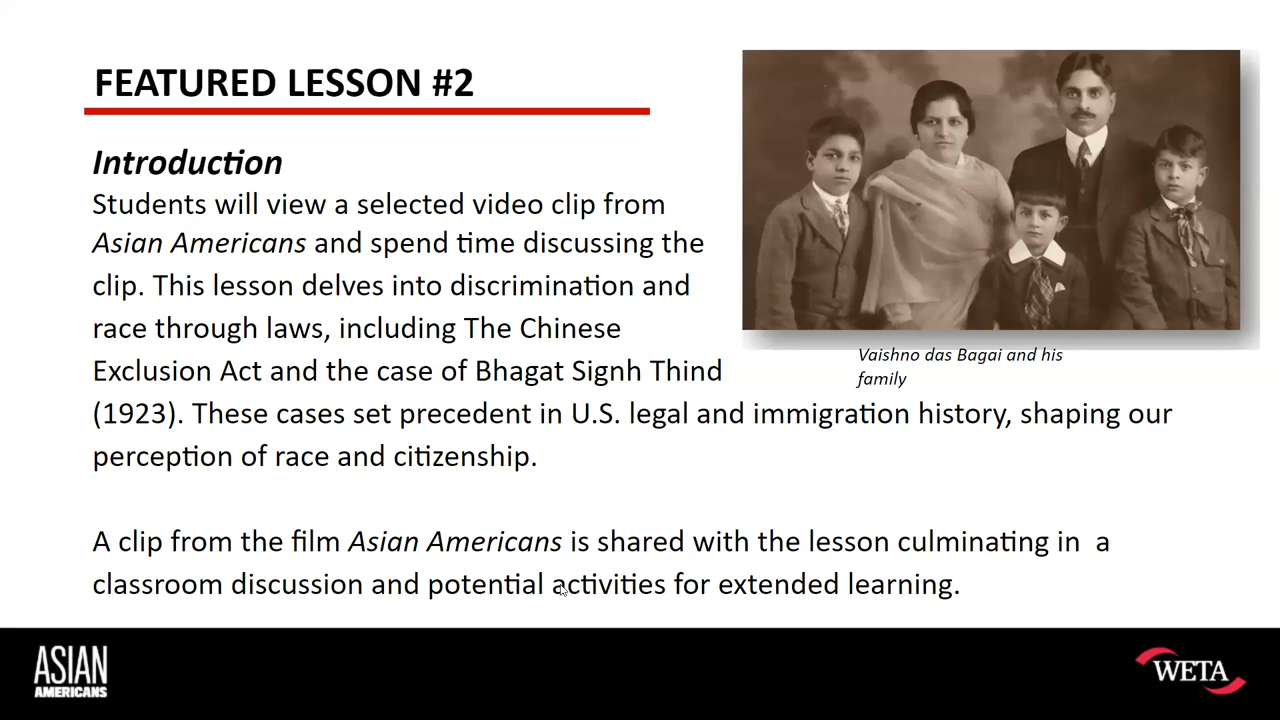 FEATURED LESSON #2
Introduction
Students will view a selected video clip from
Asian Americans and spend time discussing the
clip. This lesson delves into discrimination and
race through laws, including The Chinese
Exclusion Act and the case of Bhagat Signh Thind
(1923). These cases set precedent in U.S. legal and immigration history, shaping our
perception of race and citizenship.
Vaishno das Bagai and his
family
A clip from the film Asian Americans is shared with the lesson culminating in a
classroom discussion and potential activities for extended learning.
ASIAN
AMERICANS
WETA